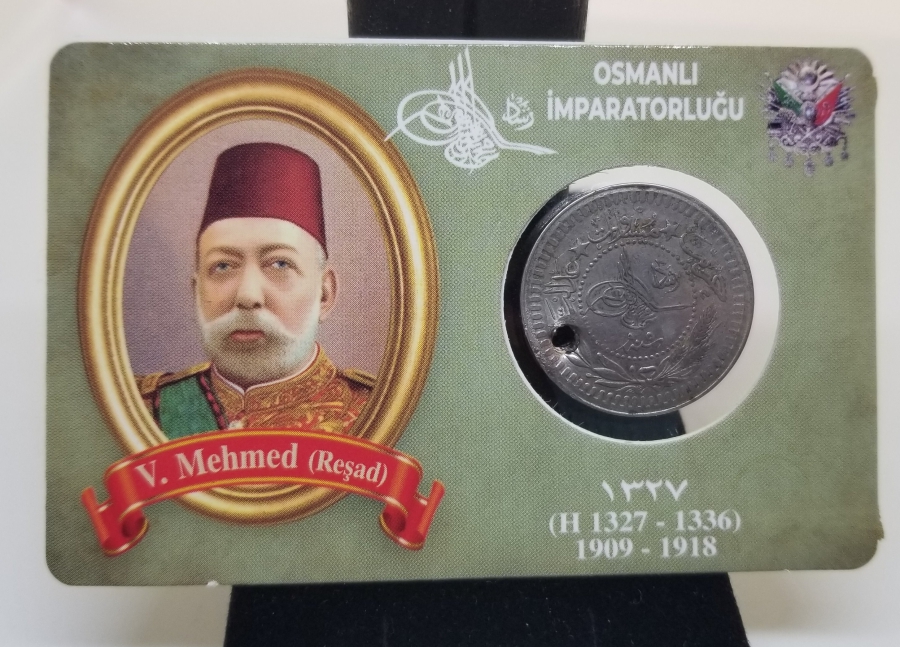 OSMANLI
İMPARATORLUĞU
V. Mehmed (Reşad)
١٣٢٧
(H 1327 - 1336)
1909 - 1918